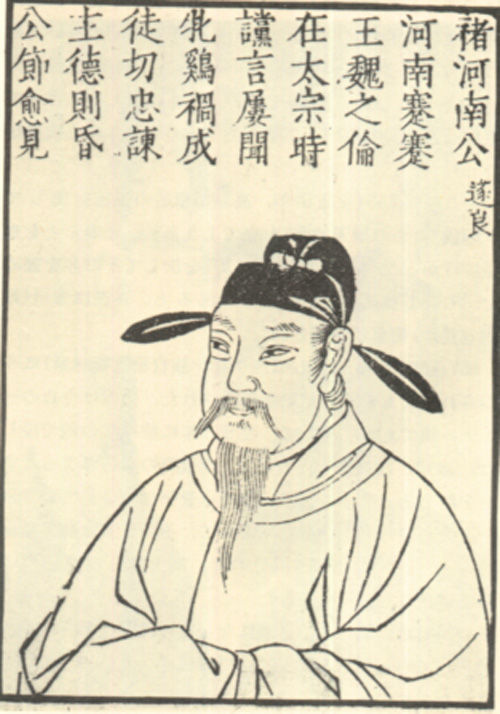 褚河南公 遂良
河南蹇蹇
王魏之倫
在太宗時
讜言屢聞
牝鷄禍成
徒切忠諫
主德則昏
公節愈見